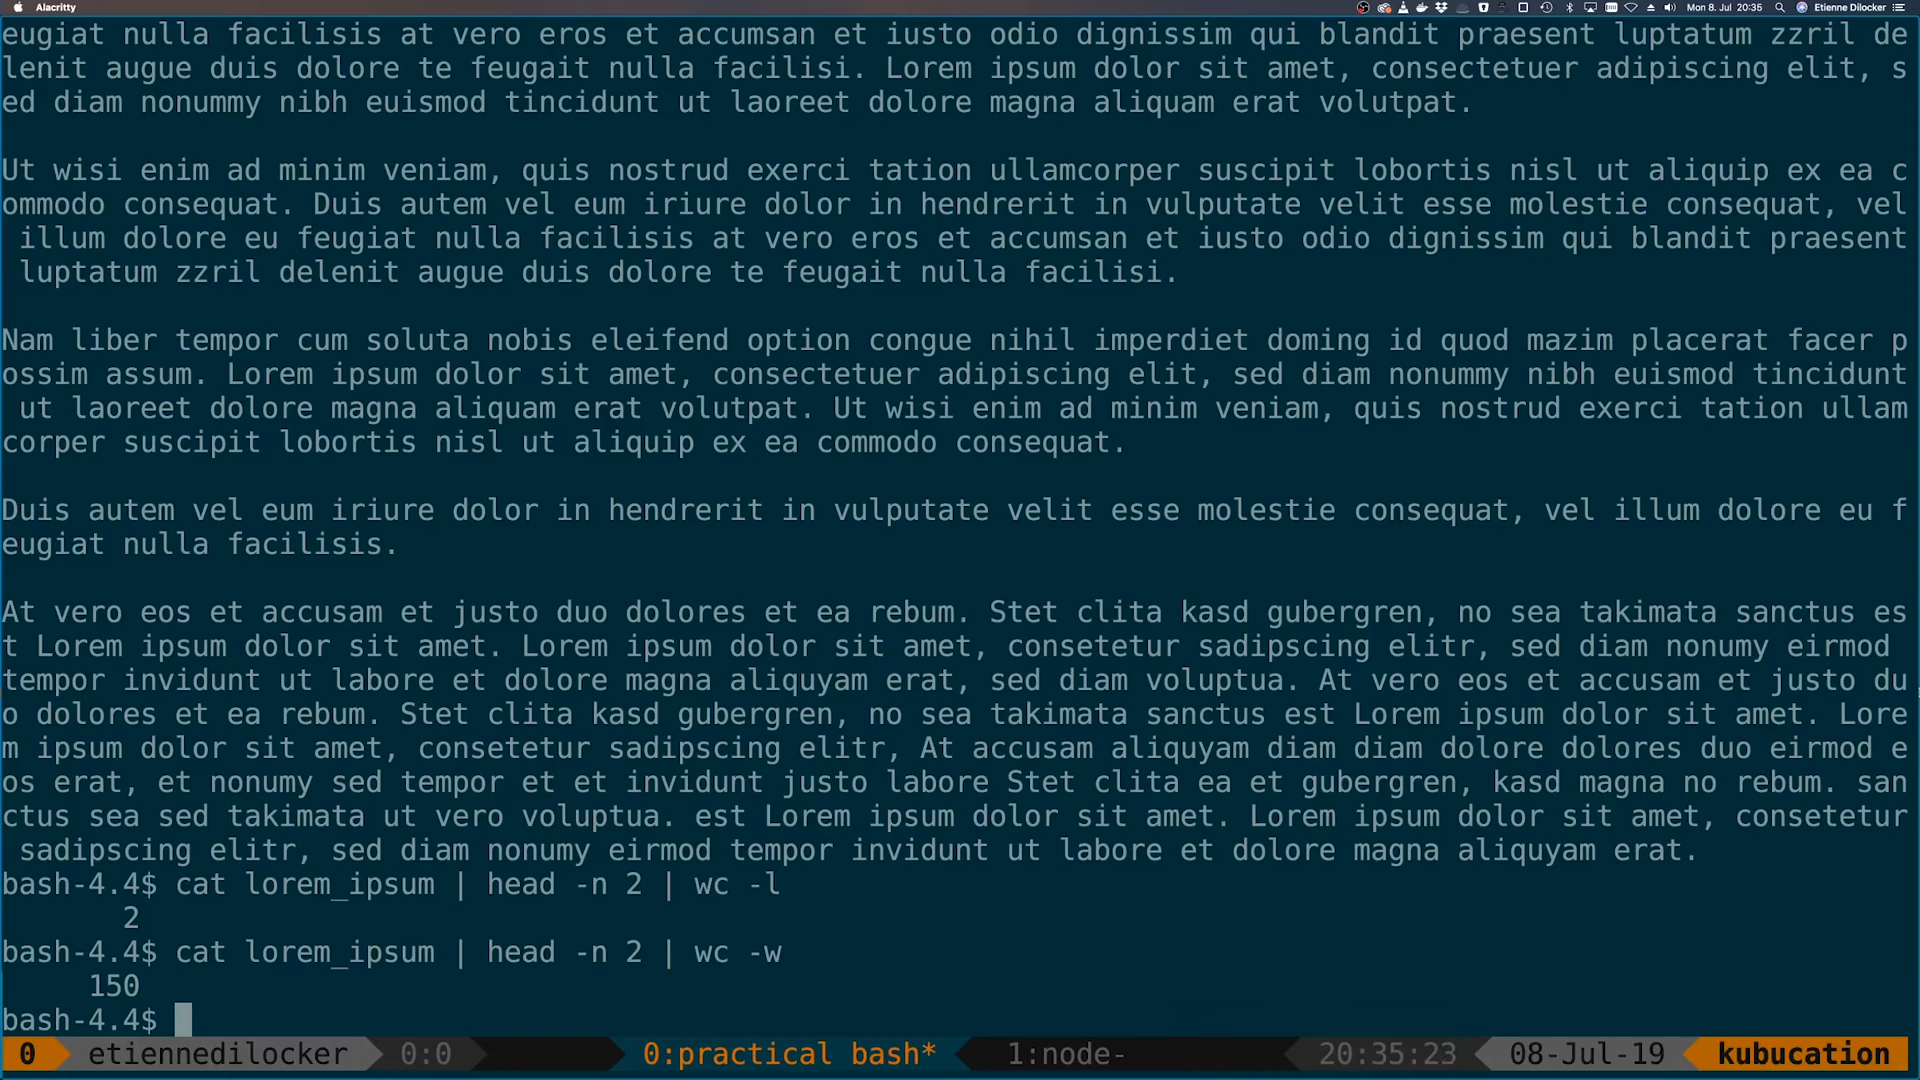 Alacritty
Mon 8. Jul 20:35
Etienne Dilocker
eugiat nulla facilisis at vero eros et accumsan et iusto odio dignissim qui blandit praesent luptatum zzril de
lenit augue duis dolore te feugait nulla facilisi. Lorem ipsum dolor sit amet, consectetuer adipiscing elit, s
ed diam nonummy nibh euismod tincidunt ut laoreet dolore magna aliquam erat volutpat.
Ut wisi enim ad minim veniam, quis nostrud exerci tation ullamcorper suscipit lobortis nisl ut aliquip ex ea c
ommodo consequat. Duis autem vel eum iriure dolor in hendrerit in vulputate velit esse molestie consequat, vel
illum dolore eu feugiat nulla facilisis at vero eros et accumsan et iusto odio dignissim qui blandit praesent
luptatum zzril delenit augue duis dolore te feugait nulla facilisi.
Nam liber tempor cum soluta nobis eleifend option congue nihil imperdiet doming id quod mazim placerat facer p
ossim assum. Lorem ipsum dolor sit amet, consectetuer adipiscing elit, sed diam nonummy nibh euismod tincidunt
ut laoreet dolore magna aliquam erat volutpat. Ut wisi enim ad minim veniam, quis nostrud exerci tation ullam
corper suscipit lobortis nisl ut aliquip ex ea commodo consequat.
Duis autem vel eum iriure dolor in hendrerit in vulputate velit esse molestie consequat, vel illum dolore eu f
eugiat nulla facilisis.
At vero eos et accusam et justo duo dolores et ea rebum. Stet clita kasd gubergren, no sea takimata sanctus es
t Lorem ipsum dolor sit amet. Lorem ipsum dolor sit amet, consetetur sadipscing elitr, sed diam nonumy eirmod
tempor invidunt ut labore et dolore magna aliquyam erat, sed diam voluptua. At vero eos et accusam et justo du
o dolores et ea rebum. Stet clita kasd gubergren, no sea takimata sanctus est Lorem ipsum dolor sit amet. Lore
m ipsum dolor sit amet, consetetur sadipscing elitr, At accusam aliquyam diam diam dolore dolores duo eirmod e
os erat, et nonumy sed tempor et et invidunt justo labore Stet clita ea et gubergren, kasd magna no rebum. san
ctus sea sed takimata ut vero voluptua. est Lorem ipsum dolor sit amet. Lorem ipsum dolor sit amet, consetetur
sadipscing elitr, sed diam nonumy eirmod tempor invidunt ut labore et dolore magna aliquyam erat.
bash-4.4$ cat lorem_ipsum | head -n 2 | wc -l
2
bash-4.4$ cat lorem_ipsum | head -n 2 | wc -w
150
bash-4.4$
0 etiennedilocker 0:0 0:practical bash* 1:node- 20:35:23 08-Jul-19 kubucation